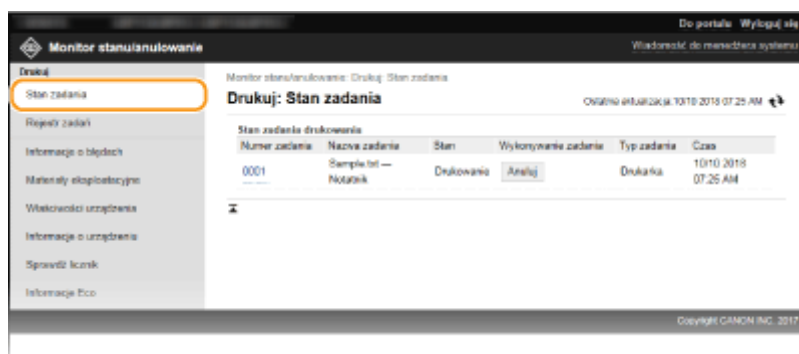 Do portalu Wyloguj się
Monitor stanu/anulowanie
Wiadomość do menedżera systemu
Drukuj
Stan zadania
Rejestr zadań
Informacje o błędach
Materiały eksploatacyjne
Właściwości urządzenia
Informacje o urządzeniu
Sprawdź licznik
Informacje Eco
Monitor stanu/anulowanie: Drukuj: Stan zadania
Drukuj: Stan zadania
Ostatnia aktualizacja: 10/10 2018 07:25 AM
Stan zadania drukowania
Numer zadania Nazwa zadania Stan Wykonywanie zadania Typ zadania Czas
0001 Sample.txt — Notatnik Drukowanie Anuluj Drukarka 10/10 2018 07:25 AM
Copyright CANON INC. 2017